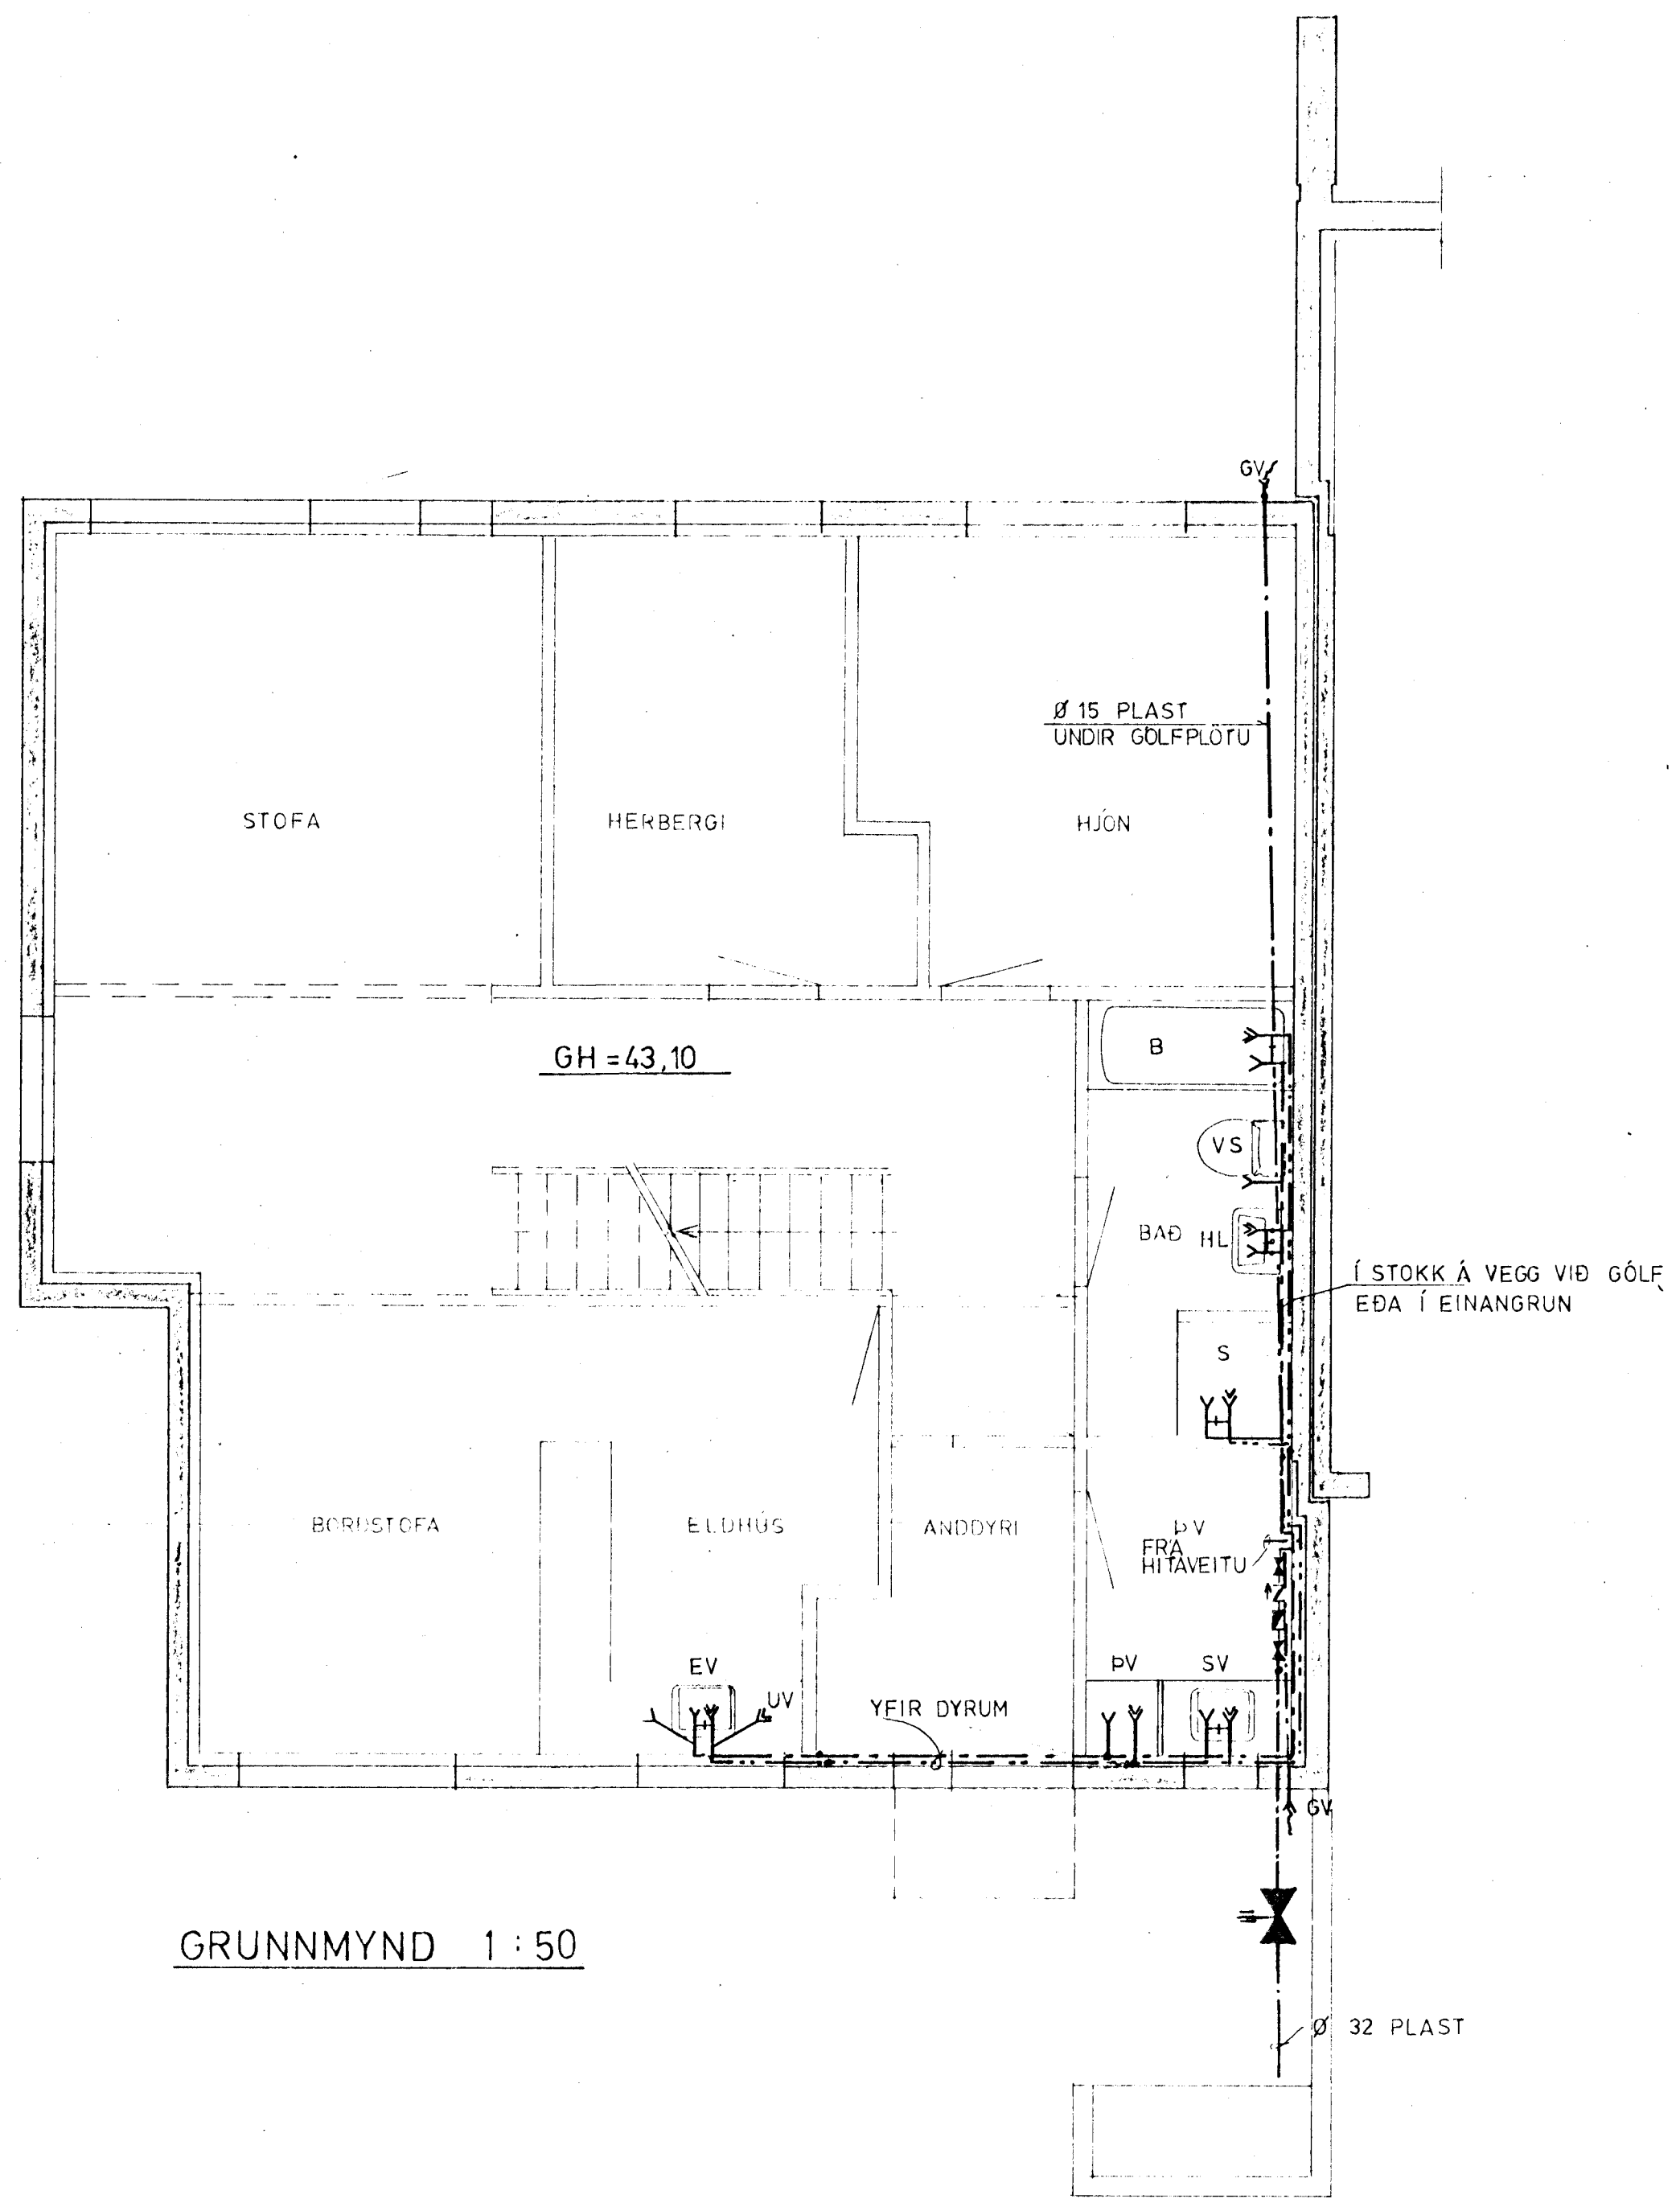 GV
Ø 15 PLAST
UNDIR GÓLFPLÖTU
STOFA
HERBERGI
HJÓN
GH = 43,10
B
VS
BAÐ
HL
Í STOKK Á VEGG VIÐ GÓLF
EÐA Í EINANGRUN
S
BORÐSTOFA
ELDHÚS
ANDDYRI
ÞV
FRÁ
HITAVEITU
EV
UV
YFIR DYRUM
ÞV
SV
GV
GRUNNMYND 1 : 50
Ø 32 PLAST